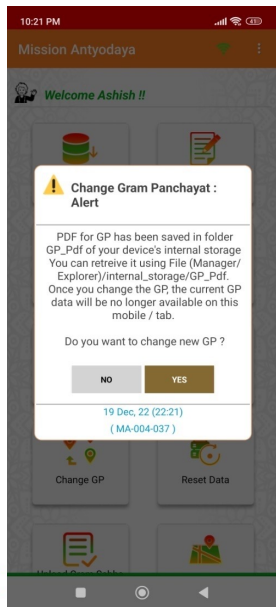 10:21 PM
41
Mission Antyodaya
Welcome Ashish !!
Change Gram Panchayat :
Alert
PDF for GP has been saved in folder
GP_Pdf of your device's internal storage
You can retreive it using File (Manager/
Explorer)/internal_storage/GP_Pdf.
Once you change the GP, the current GP
data will be no longer available on this
mobile / tab.
Do you want to change new GP ?
NO YES
19 Dec, 22 (22:21)
( MA-004-037 )
Change GP Reset Data